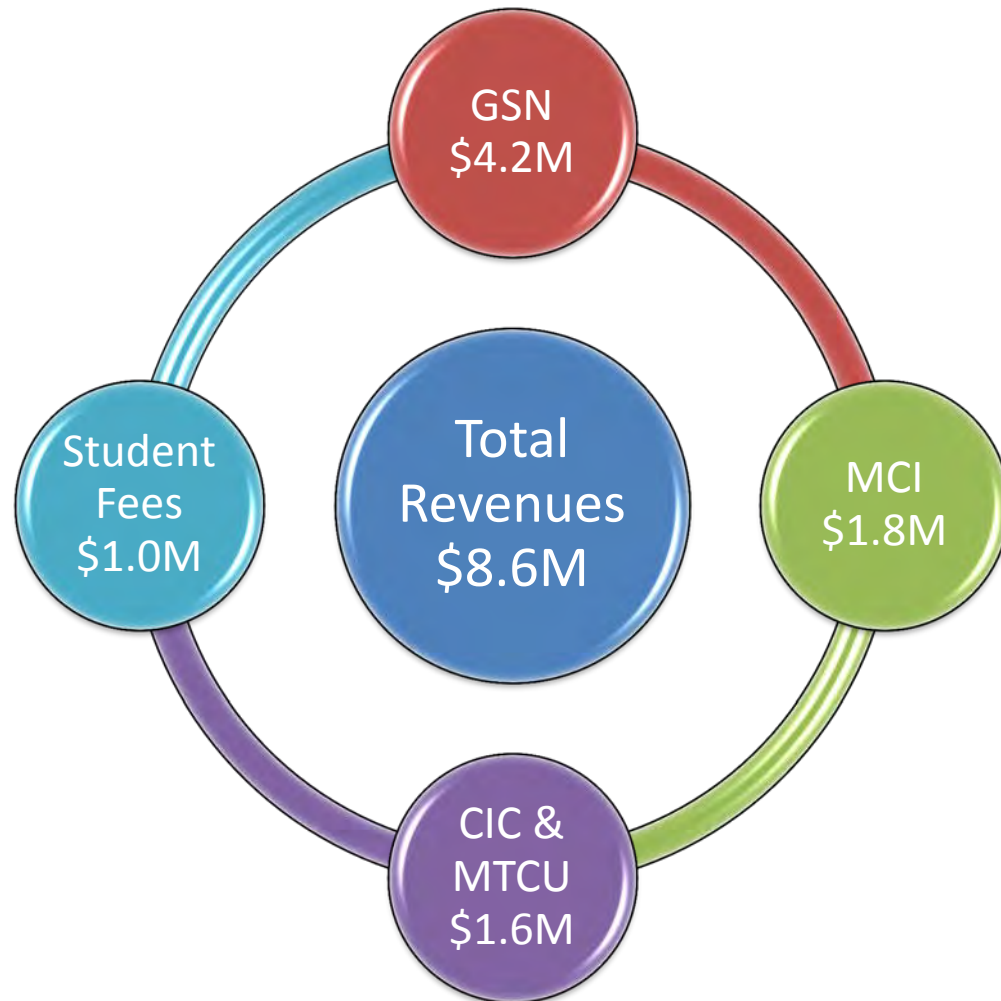 GSN
$4.2M
Total
Revenues
$8.6M
Student
Fees
$1.0M
MCI
$1.8M
CIC &
MTCU
$1.6M